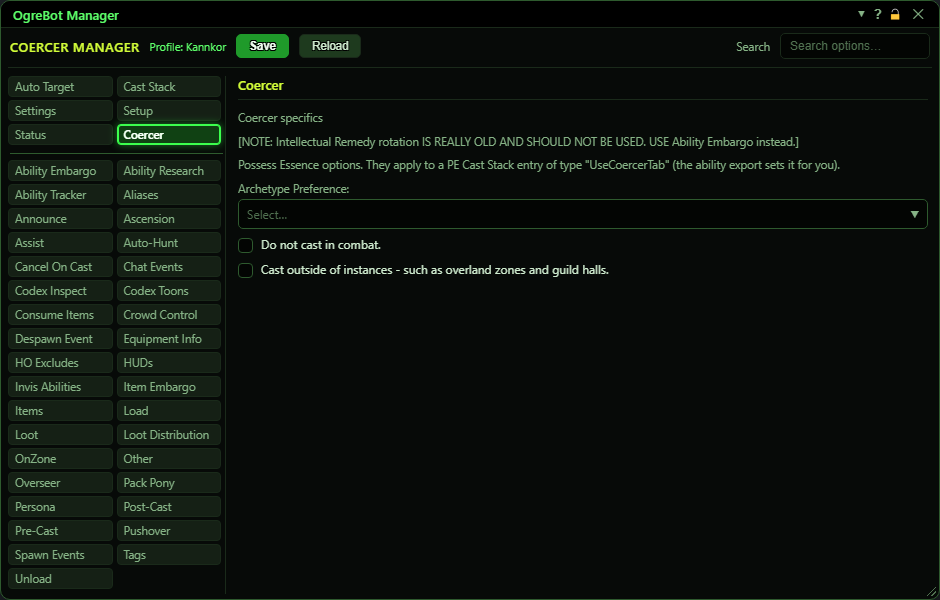 OgreBot Manager
▼ ?
COERCER MANAGER Profile: Kannkor Save Reload Search Search options...
Auto Target Cast Stack
Settings Setup
Status Coercer
Ability Embargo Ability Research
Ability Tracker Aliases
Announce Ascension
Assist Auto-Hunt
Cancel On Cast Chat Events
Codex Inspect Codex Toons
Consume Items Crowd Control
Despawn Event Equipment Info
HO Excludes HUDs
Invis Abilities Item Embargo
Items Load
Loot Loot Distribution
OnZone Other
Overseer Pack Pony
Persona Post-Cast
Pre-Cast Pushover
Spawn Events Tags
Unload
Coercer
Coercer specifics
[NOTE: Intellectual Remedy rotation IS REALLY OLD AND SHOULD NOT BE USED. USE Ability Embargo instead.]
Possess Essence options. They apply to a PE Cast Stack entry of type "UseCoercerTab" (the ability export sets it for you).
Archetype Preference:
Select...
Do not cast in combat.
Cast outside of instances - such as overland zones and guild halls.